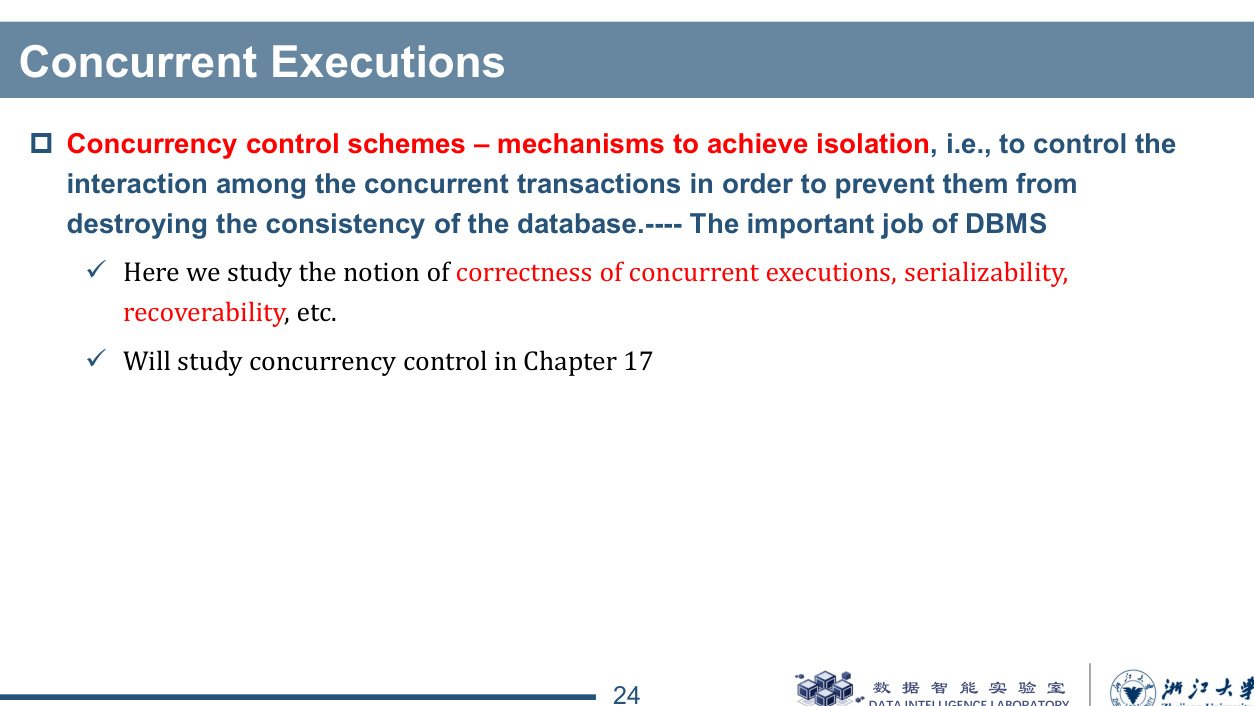 Concurrent Executions
Concurrency control schemes – mechanisms to achieve isolation, i.e., to control the
interaction among the concurrent transactions in order to prevent them from
destroying the consistency of the database.---- The important job of DBMS
Here we study the notion of correctness of concurrent executions, serializability,
recoverability, etc.
Will study concurrency control in Chapter 17
24
数据智能实验室
DATA INTELLIGENCE LABORATORY
浙江大学